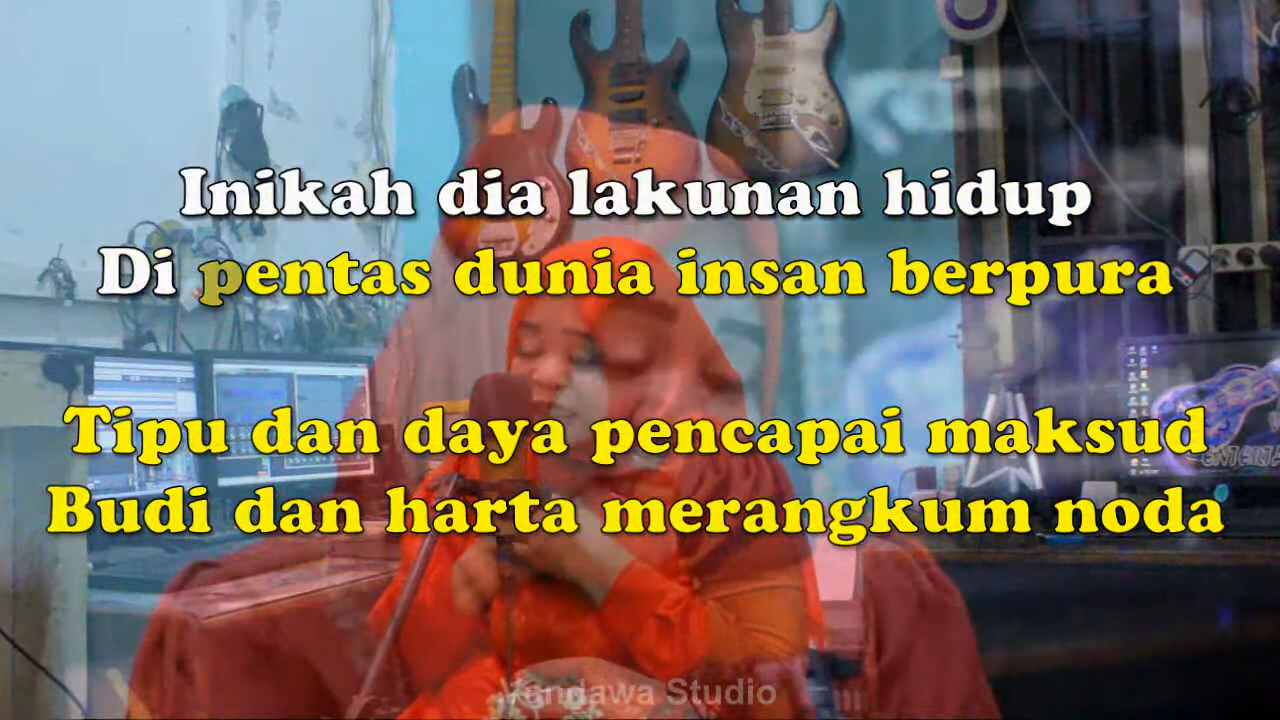 Inikah dia lakunan hidup
Di pentas dunia insan berpura
Tipu dan daya pencapai maksud
Budi dan harta merangkum noda
Vendawa Studio